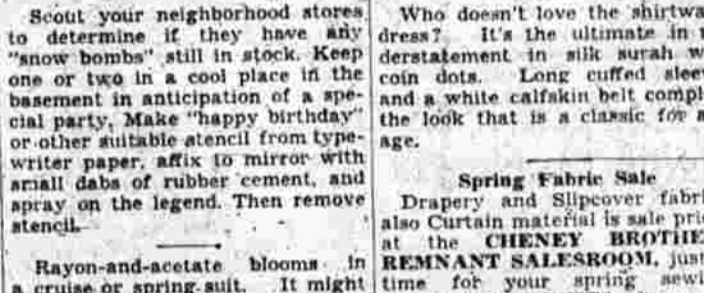 Scout your neighborhood stores
to determine if they have any
"snow bombs" still in stock. Keep
one or two in a cool place in the
basement in anticipation of a spe-
cial party. Make "happy birthday"
or other suitable stencil from type-
writer paper, affix to mirror with
small dabs of rubber cement, and
spray on the legend. Then remove
stencil.
Rayon-and-acetate blooms in
a cruise or spring suit. It might
Who doesn't love the shirtwa
dress? It's the ultimate in
derstatement in silk surah w
coin dots. Long cuffed slee
and a white calfskin belt compl
the look that is a classic for a
age.
Spring Fabric Sale
Drapery and Slipcover fabri
also Curtain material is sale pri
at the CHENEY BROTHE
REMNANT SALESROOM, just
time for your spring sewi